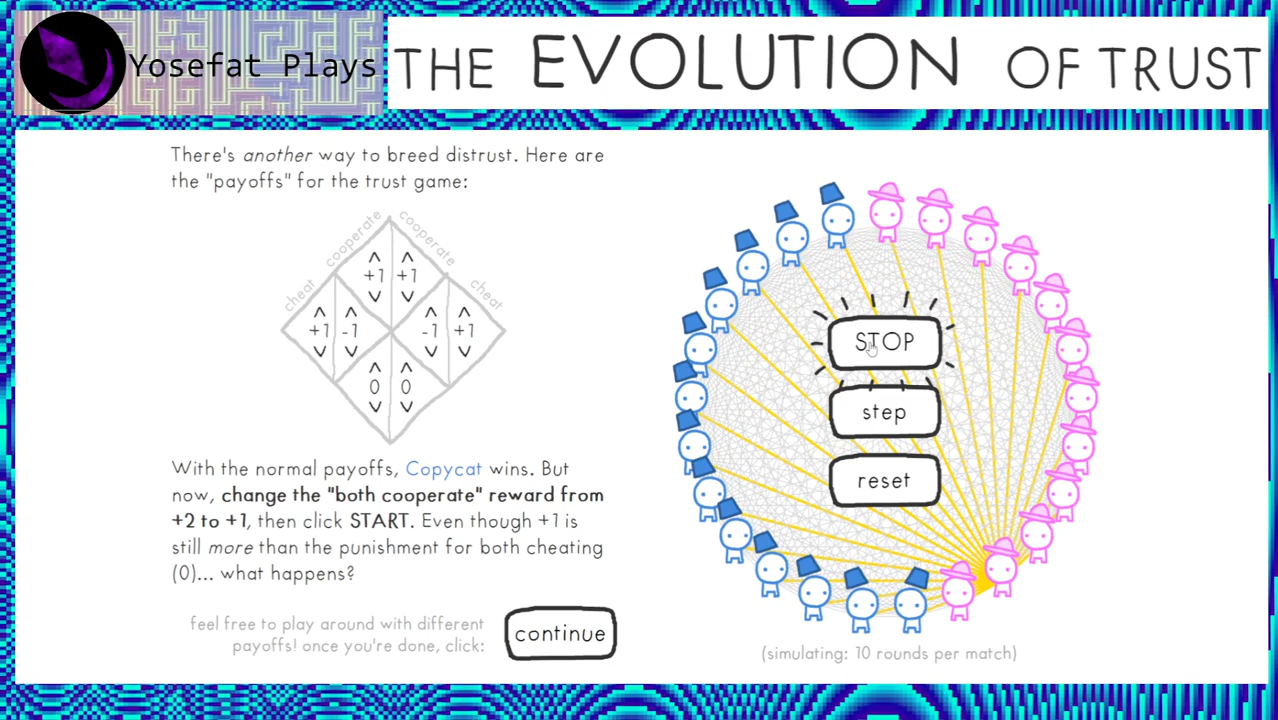 Yosefat Plays
THE EVOLUTION OF TRUST
There's another way to breed distrust. Here are
the "payoffs" for the trust game:
cooperate cooperate
cheat cheat
+1 +1
+1 -1 -1 +1
0 0
With the normal payoffs, Copycat wins. But
now, change the "both cooperate" reward from
+2 to +1, then click START. Even though +1 is
still more than the punishment for both cheating
(0)... what happens?
feel free to play around with different
payoffs! once you're done, click:
continue
STOP
step
reset
(simulating: 10 rounds per match)